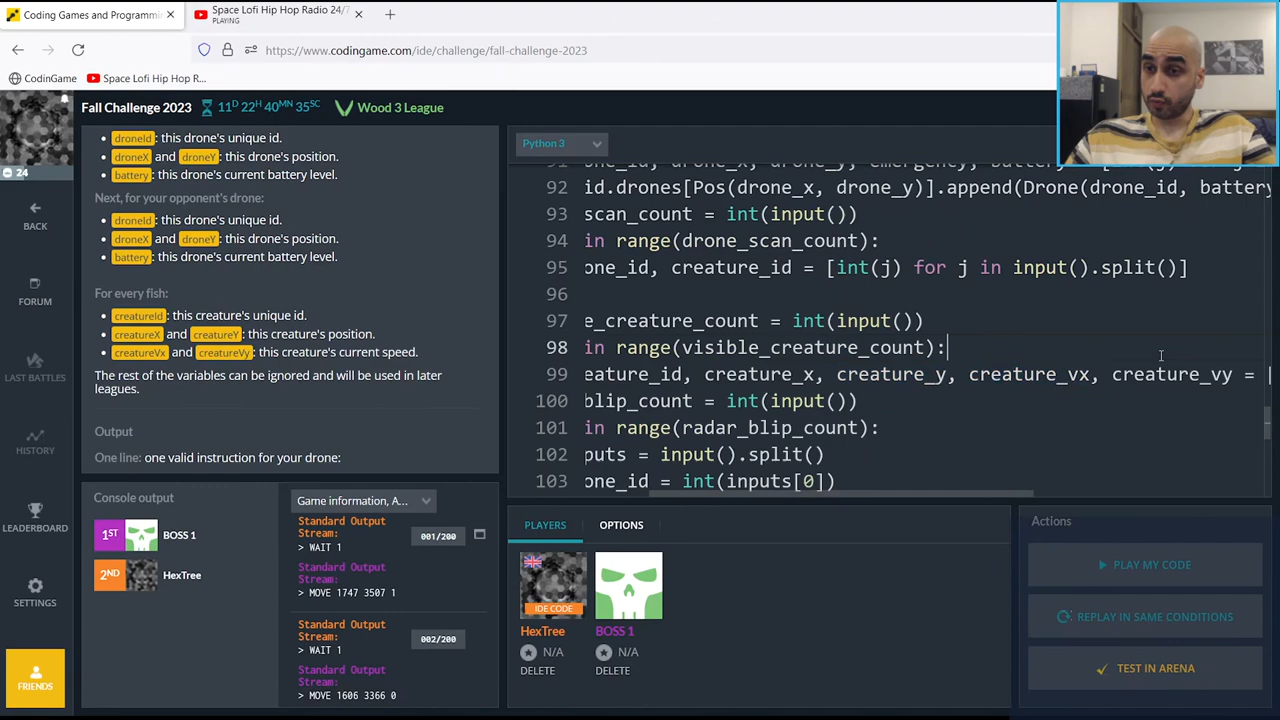 Coding Games and Programmin
Space Lofi Hip Hop Radio 24/7
PLAYING
https://www.codingame.com/ide/challenge/fall-challenge-2023
CodinGame
Space Lofi Hip Hop R...
Fall Challenge 2023
11D 22H 40MN 35SC
Wood 3 League
24
BACK
FORUM
LAST BATTLES
HISTORY
LEADERBOARD
SETTINGS
FRIENDS
droneId: this drone's unique id.
droneX and droneY: this drone's position.
battery: this drone's current battery level.
Next, for your opponent's drone:
droneId: this drone's unique id.
droneX and droneY: this drone's position.
battery: this drone's current battery level.
For every fish:
creatureId: this creature's unique id.
creatureX and creatureY: this creature's position.
creatureVx and creatureVy: this creature's current speed.
The rest of the variables can be ignored and will be used in later
leagues.
Output
One line: one valid instruction for your drone:
Python 3
92 id.drones[Pos(drone_x, drone_y)].append(Drone(drone_id, battery
93 scan_count = int(input())
94 in range(drone_scan_count):
95 one_id, creature_id = [int(j) for j in input().split()]
96
97 e_creature_count = int(input())
98 in range(visible_creature_count):
99 eature_id, creature_x, creature_y, creature_vx, creature_vy = [
100 blip_count = int(input())
101 in range(radar_blip_count):
102 puts = input().split()
103 one_id = int(inputs[0])
Console output
1ST BOSS 1
2ND HexTree
Game information, A...
Standard Output
Stream:
> WAIT 1
001/200
Standard Output
Stream:
> MOVE 1747 3507 1
Standard Output
Stream:
> WAIT 1
002/200
Standard Output
Stream:
> MOVE 1606 3366 0
PLAYERS
OPTIONS
IDE CODE
HexTree
N/A
DELETE
BOSS 1
N/A
DELETE
Actions
PLAY MY CODE
REPLAY IN SAME CONDITIONS
TEST IN ARENA